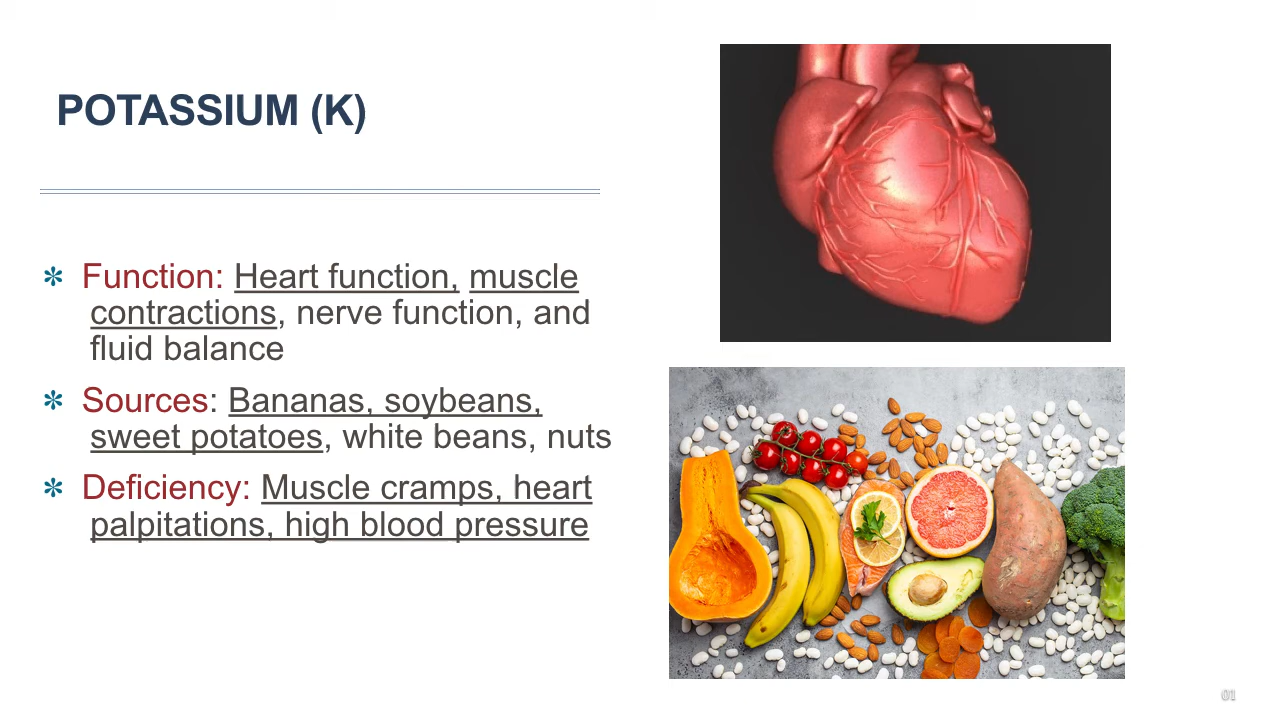 POTASSIUM (K)
✻ Function: Heart function, muscle
contractions, nerve function, and
fluid balance
✻ Sources: Bananas, soybeans,
sweet potatoes, white beans, nuts
✻ Deficiency: Muscle cramps, heart
palpitations, high blood pressure
01